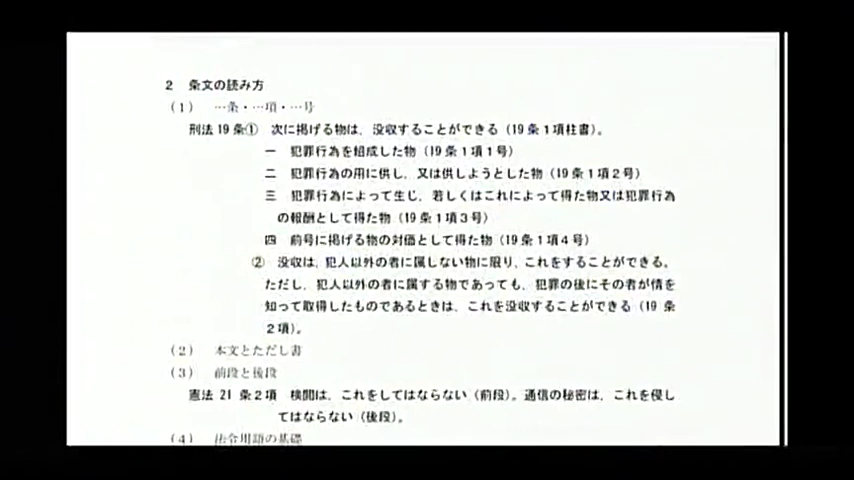 2 条文の読み方
(1) …条・…項・…号
刑法 19 条① 次に掲げる物は、没収することができる（19 条 1 項柱書）。
一 犯罪行為を組成した物（19 条 1 項 1 号）
二 犯罪行為の用に供し、又は供しようとした物（19 条 1 項 2 号）
三 犯罪行為によって生じ、若しくはこれによって得た物又は犯罪行為
の報酬として得た物（19 条 1 項 3 号）
四 前号に掲げる物の対価として得た物（19 条 1 項 4 号）
② 没収は、犯人以外の者に属しない物に限り、これをすることができる。
ただし、犯人以外の者に属する物であっても、犯罪の後にその者が情を
知って取得したものであるときは、これを没収することができる（19 条
2 項）。
(2) 本文とただし書
(3) 前段と後段
憲法 21 条 2 項 検閲は、これをしてはならない（前段）。通信の秘密は、これを侵し
てはならない（後段）。
(4) 法令用語の基礎